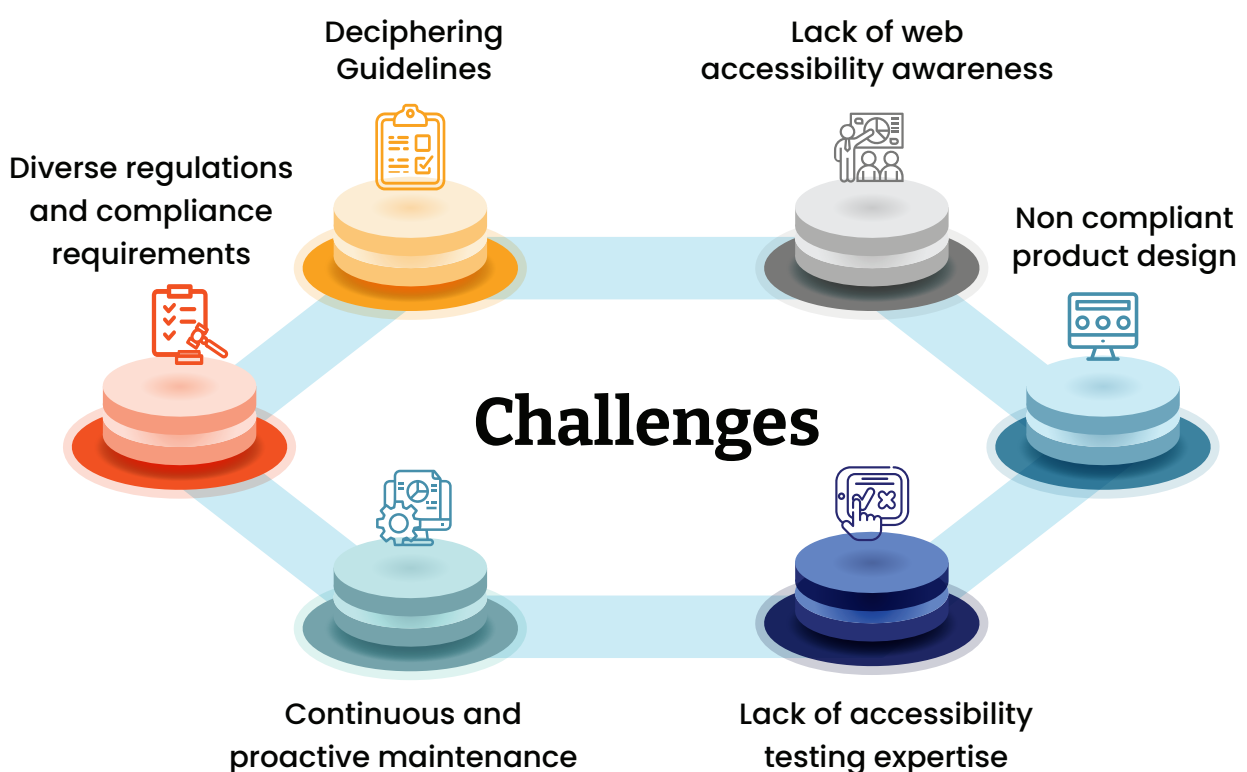 Deciphering
Guidelines
Lack of web
accessibility awareness
Diverse regulations
and compliance
requirements
Non compliant
product design
Challenges
Continuous and
proactive maintenance
Lack of accessibility
testing expertise